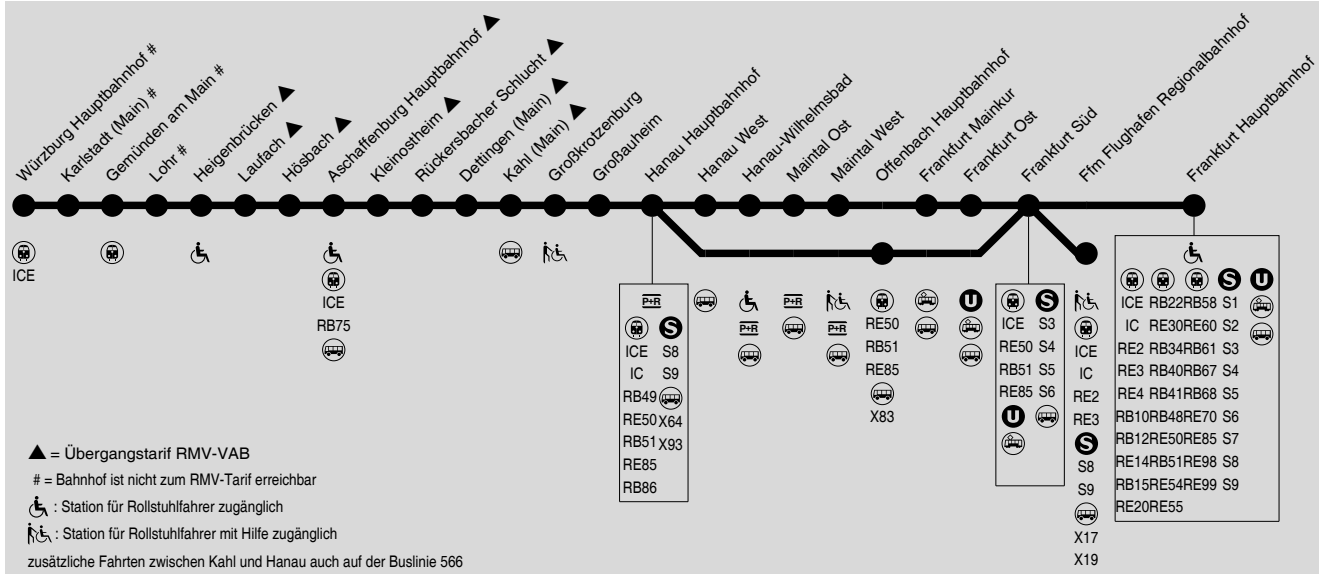 Würzburg Hauptbahnhof #
Karlstadt (Main) #
Gemünden am Main #
Lohr #
Heigenbrücken ▲
Laufach ▲
Hösbach ▲
Aschaffenburg Hauptbahnhof ▲
Kleinostheim ▲
Rückersbacher Schlucht ▲
Dettingen (Main) ▲
Kahl (Main) ▲
Großkrotzenburg
Großauheim
Hanau Hauptbahnhof
Hanau West
Hanau-Wilhelmsbad
Maintal Ost
Maintal West
Offenbach Hauptbahnhof
Frankfurt Mainkur
Frankfurt Ost
Frankfurt Süd
Ffm Flughafen Regionalbahnhof
Frankfurt Hauptbahnhof
ICE
ICE
RB75
P+R
S
ICE S8
IC S9
RB49
RE50 X64
RB51 X93
RE85
RB86
P+R
P+R
P+R
RE50
RB51
RE85
X83
U
S
ICE S3
RE50 S4
RB51 S5
RE85 S6
U
ICE
IC
RE2
RE3
S
S8
S9
X17
X19
S U
ICE RB22 RB58 S1
IC RE30 RE60 S2
RE2 RB34 RB61 S3
RE3 RB40 RB67 S4
RE4 RB41 RB68 S5
RB10 RB48 RE70 S6
RB12 RE50 RE85 S7
RE14 RB51 RE98 S8
RB15 RE54 RE99 S9
RE20 RE55
▲ = Übergangstarif RMV-VAB
# = Bahnhof ist nicht zum RMV-Tarif erreichbar
: Station für Rollstuhlfahrer zugänglich
: Station für Rollstuhlfahrer mit Hilfe zugänglich
zusätzliche Fahrten zwischen Kahl und Hanau auch auf der Buslinie 566